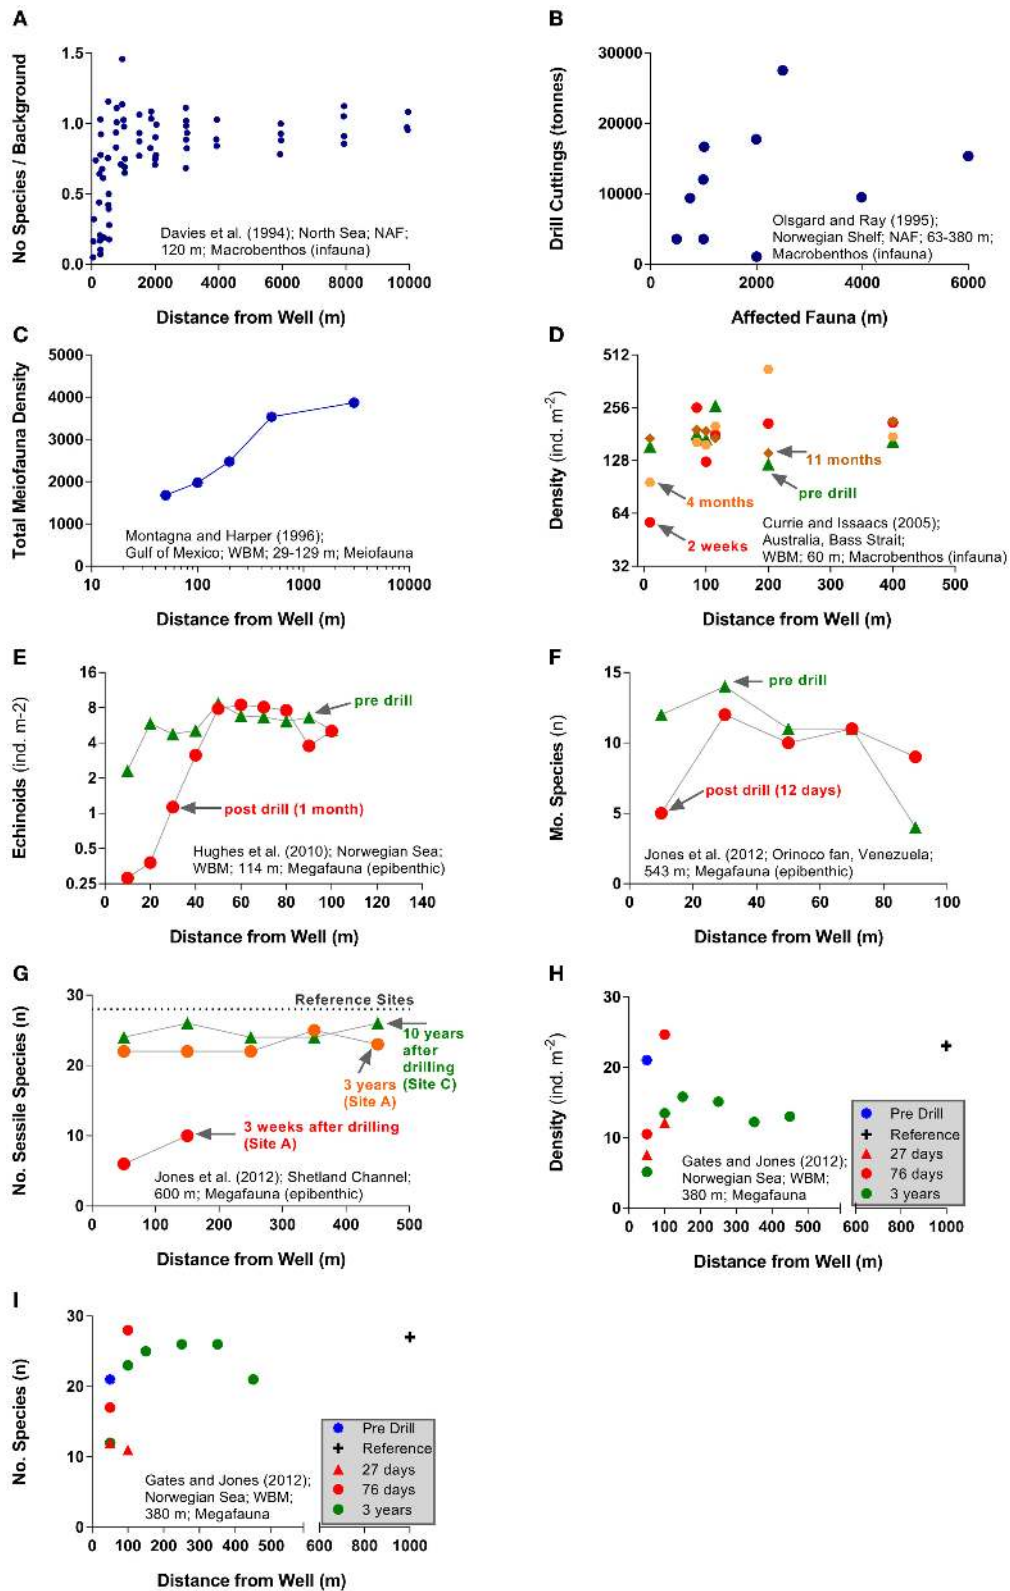 A
No Species / Background
1.5
1.0
0.5
0.0
0 2000 4000 6000 8000 10000
Davies et al. (1994); North Sea; NAF;
120 m; Macrobenthos (infauna)
Distance from Well (m)
B
Drill Cuttings (tonnes)
30000
20000
10000
0
0 2000 4000 6000
Olsgard and Ray (1995);
Norwegian Shelf; NAF; 63-380 m;
Macrobenthos (infauna)
Affected Fauna (m)
C
Total Meiofauna Density
5000
4000
3000
2000
1000
0
10 100 1000 10000
Montagna and Harper (1996);
Gulf of Mexico; WBM; 29-129 m; Meiofauna
Distance from Well (m)
D
Density (ind. m-2)
512
256
128
64
32
0 100 200 300 400 500
11 months
pre drill
4 months
2 weeks
Currie and Issaacs (2005);
Australia, Bass Strait;
WBM; 60 m; Macrobenthos (infauna)
Distance from Well (m)
E
Echinoids (ind. m-2)
16
8
4
2
1
0.5
0.25
0 20 40 60 80 100 120 140
pre drill
post drill (1 month)
Hughes et al. (2010); Norwegian Sea;
WBM; 114 m; Megafauna (epibenthic)
Distance from Well (m)
F
Mo. Species (n)
15
10
5
0
0 20 40 60 80 100
pre drill
post drill (12 days)
Jones et al. (2012; Orinoco fan, Venezuela;
543 m; Megafauna (epibenthic)
Distance from Well (m)
G
No. Sessile Species (n)
30
20
10
0
0 100 200 300 400 500
Reference Sites
10 years
after
drilling
(Site C)
3 years
(Site A)
3 weeks after drilling
(Site A)
Jones et al. (2012); Shetland Channel;
600 m; Megafauna (epibenthic)
Distance from Well (m)
H
Density (ind. m-2)
30
20
10
0
0 100 200 300 400 500 600 800 1000
Pre Drill
Reference
27 days
76 days
3 years
Gates and Jones (2012);
Norwegian Sea; WBM;
380 m; Megafauna
Distance from Well (m)
I
No. Species (n)
30
20
10
0
0 100 200 300 400 500 600 800 1000
Pre Drill
Reference
27 days
76 days
3 years
Gates and Jones (2012);
Norwegian Sea; WBM;
380 m; Megafauna
Distance from Well (m)